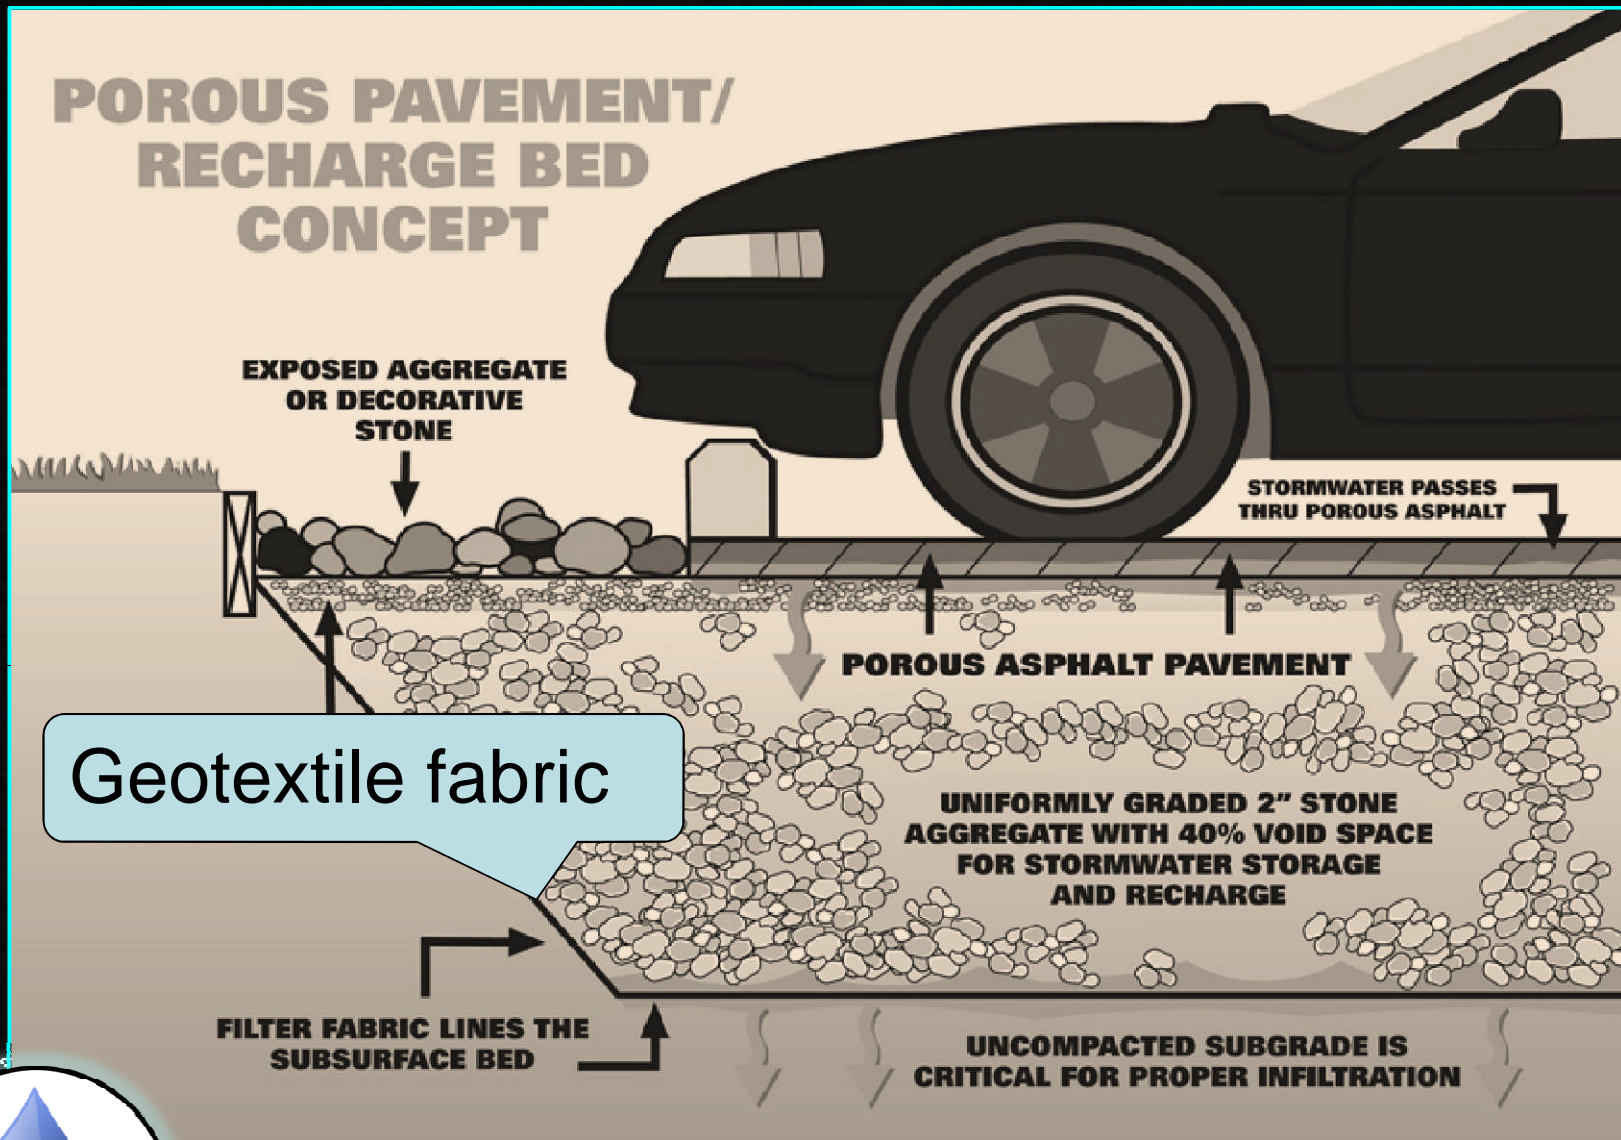 POROUS PAVEMENT/
RECHARGE BED
CONCEPT
EXPOSED AGGREGATE
OR DECORATIVE
STONE
STORMWATER PASSES
THRU POROUS ASPHALT
POROUS ASPHALT PAVEMENT
Geotextile fabric
UNIFORMLY GRADED 2" STONE
AGGREGATE WITH 40% VOID SPACE
FOR STORMWATER STORAGE
AND RECHARGE
FILTER FABRIC LINES THE
SUBSURFACE BED
UNCOMPACTED SUBGRADE IS
CRITICAL FOR PROPER INFILTRATION